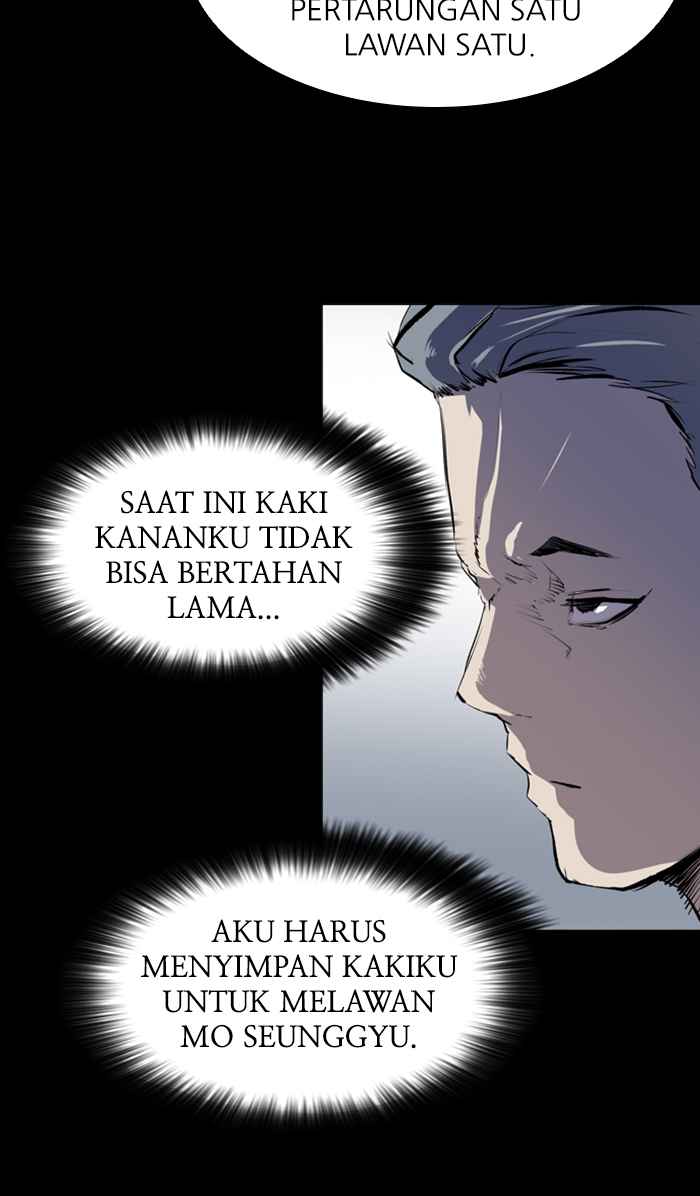 PERTARUNGAN SATU
LAWAN SATU.
SAAT INI KAKI
KANANKU TIDAK
BISA BERTAHAN
LAMA...
AKU HARUS
MENYIMPAN KAKIKU
UNTUK MELAWAN
MO SEUNGGYU.